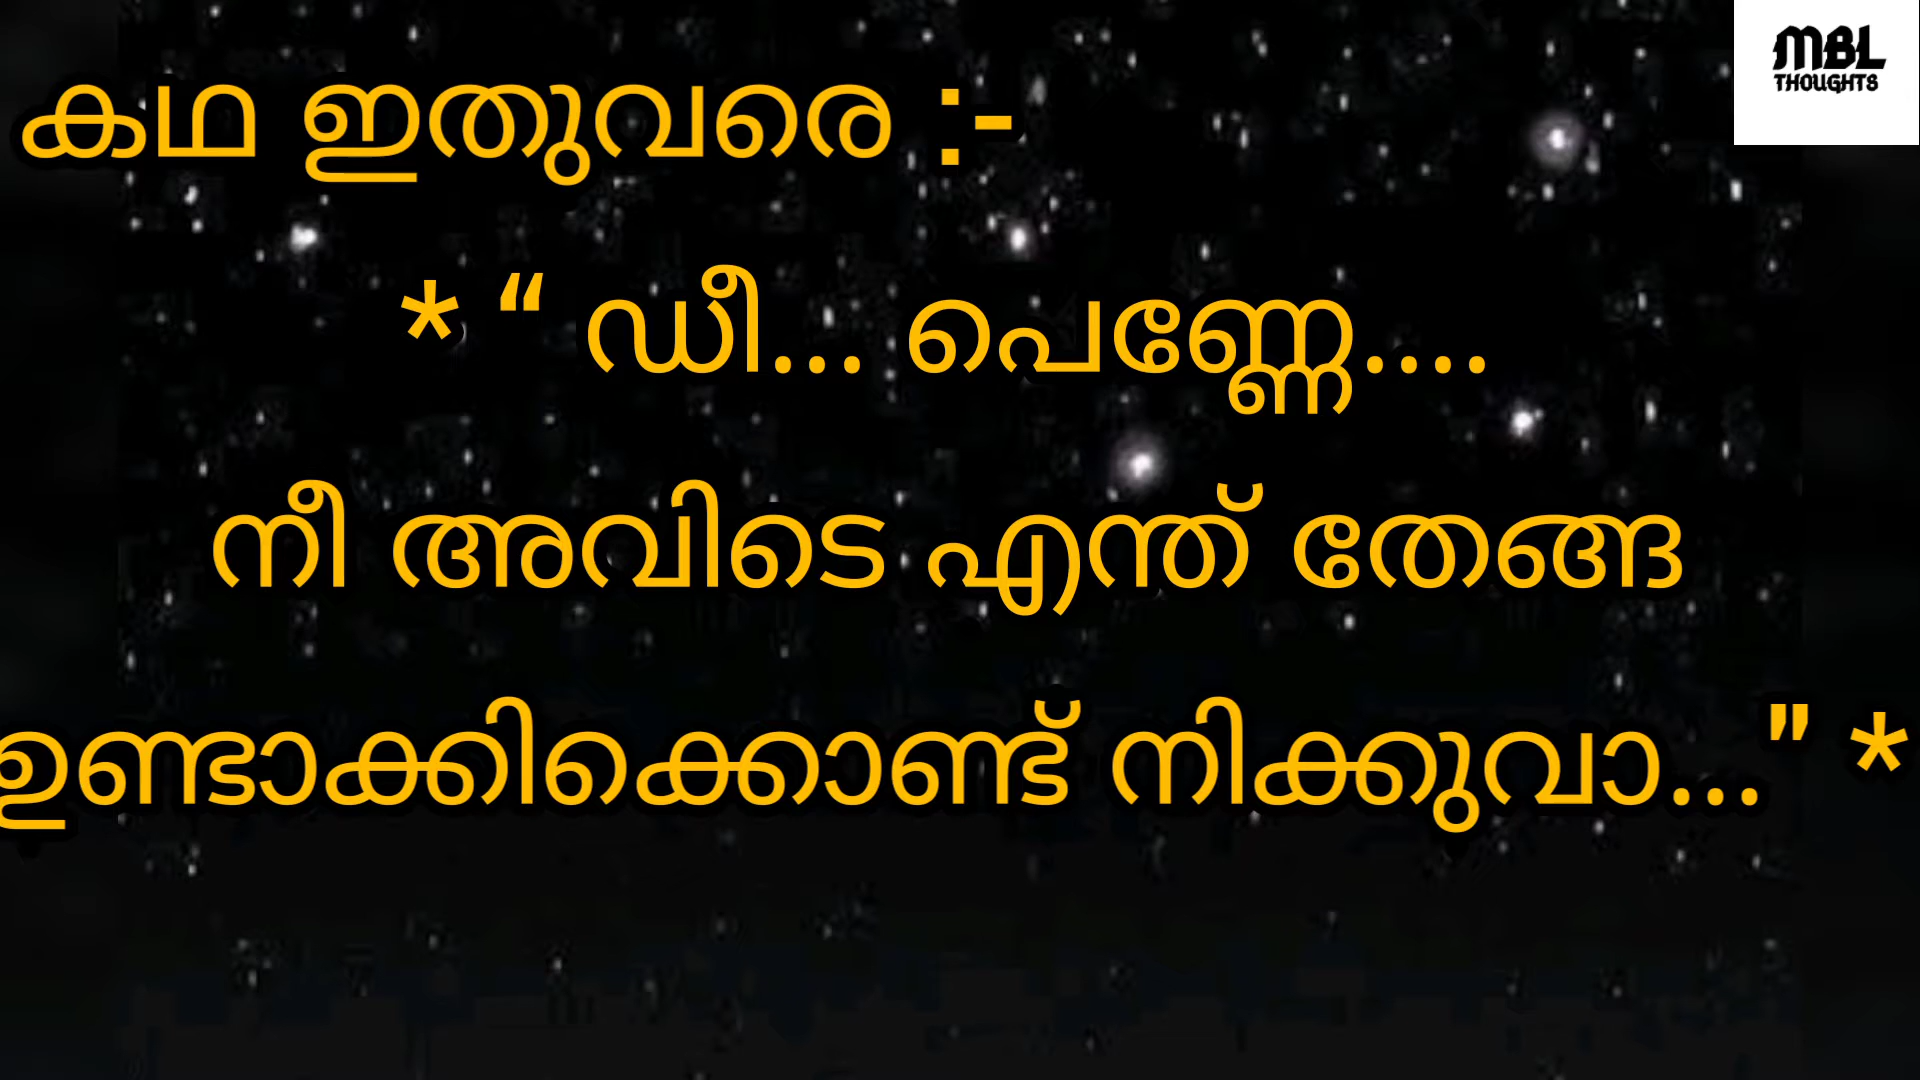 MBL
THOUGHTS
കഥ ഇതുവരെ :-
* “ ഡീ... പെണ്ണേ....
നീ അവിടെ എന്ത് തേങ്ങ
ഉണ്ടാക്കിക്കൊണ്ട് നിക്കുവാ..." *